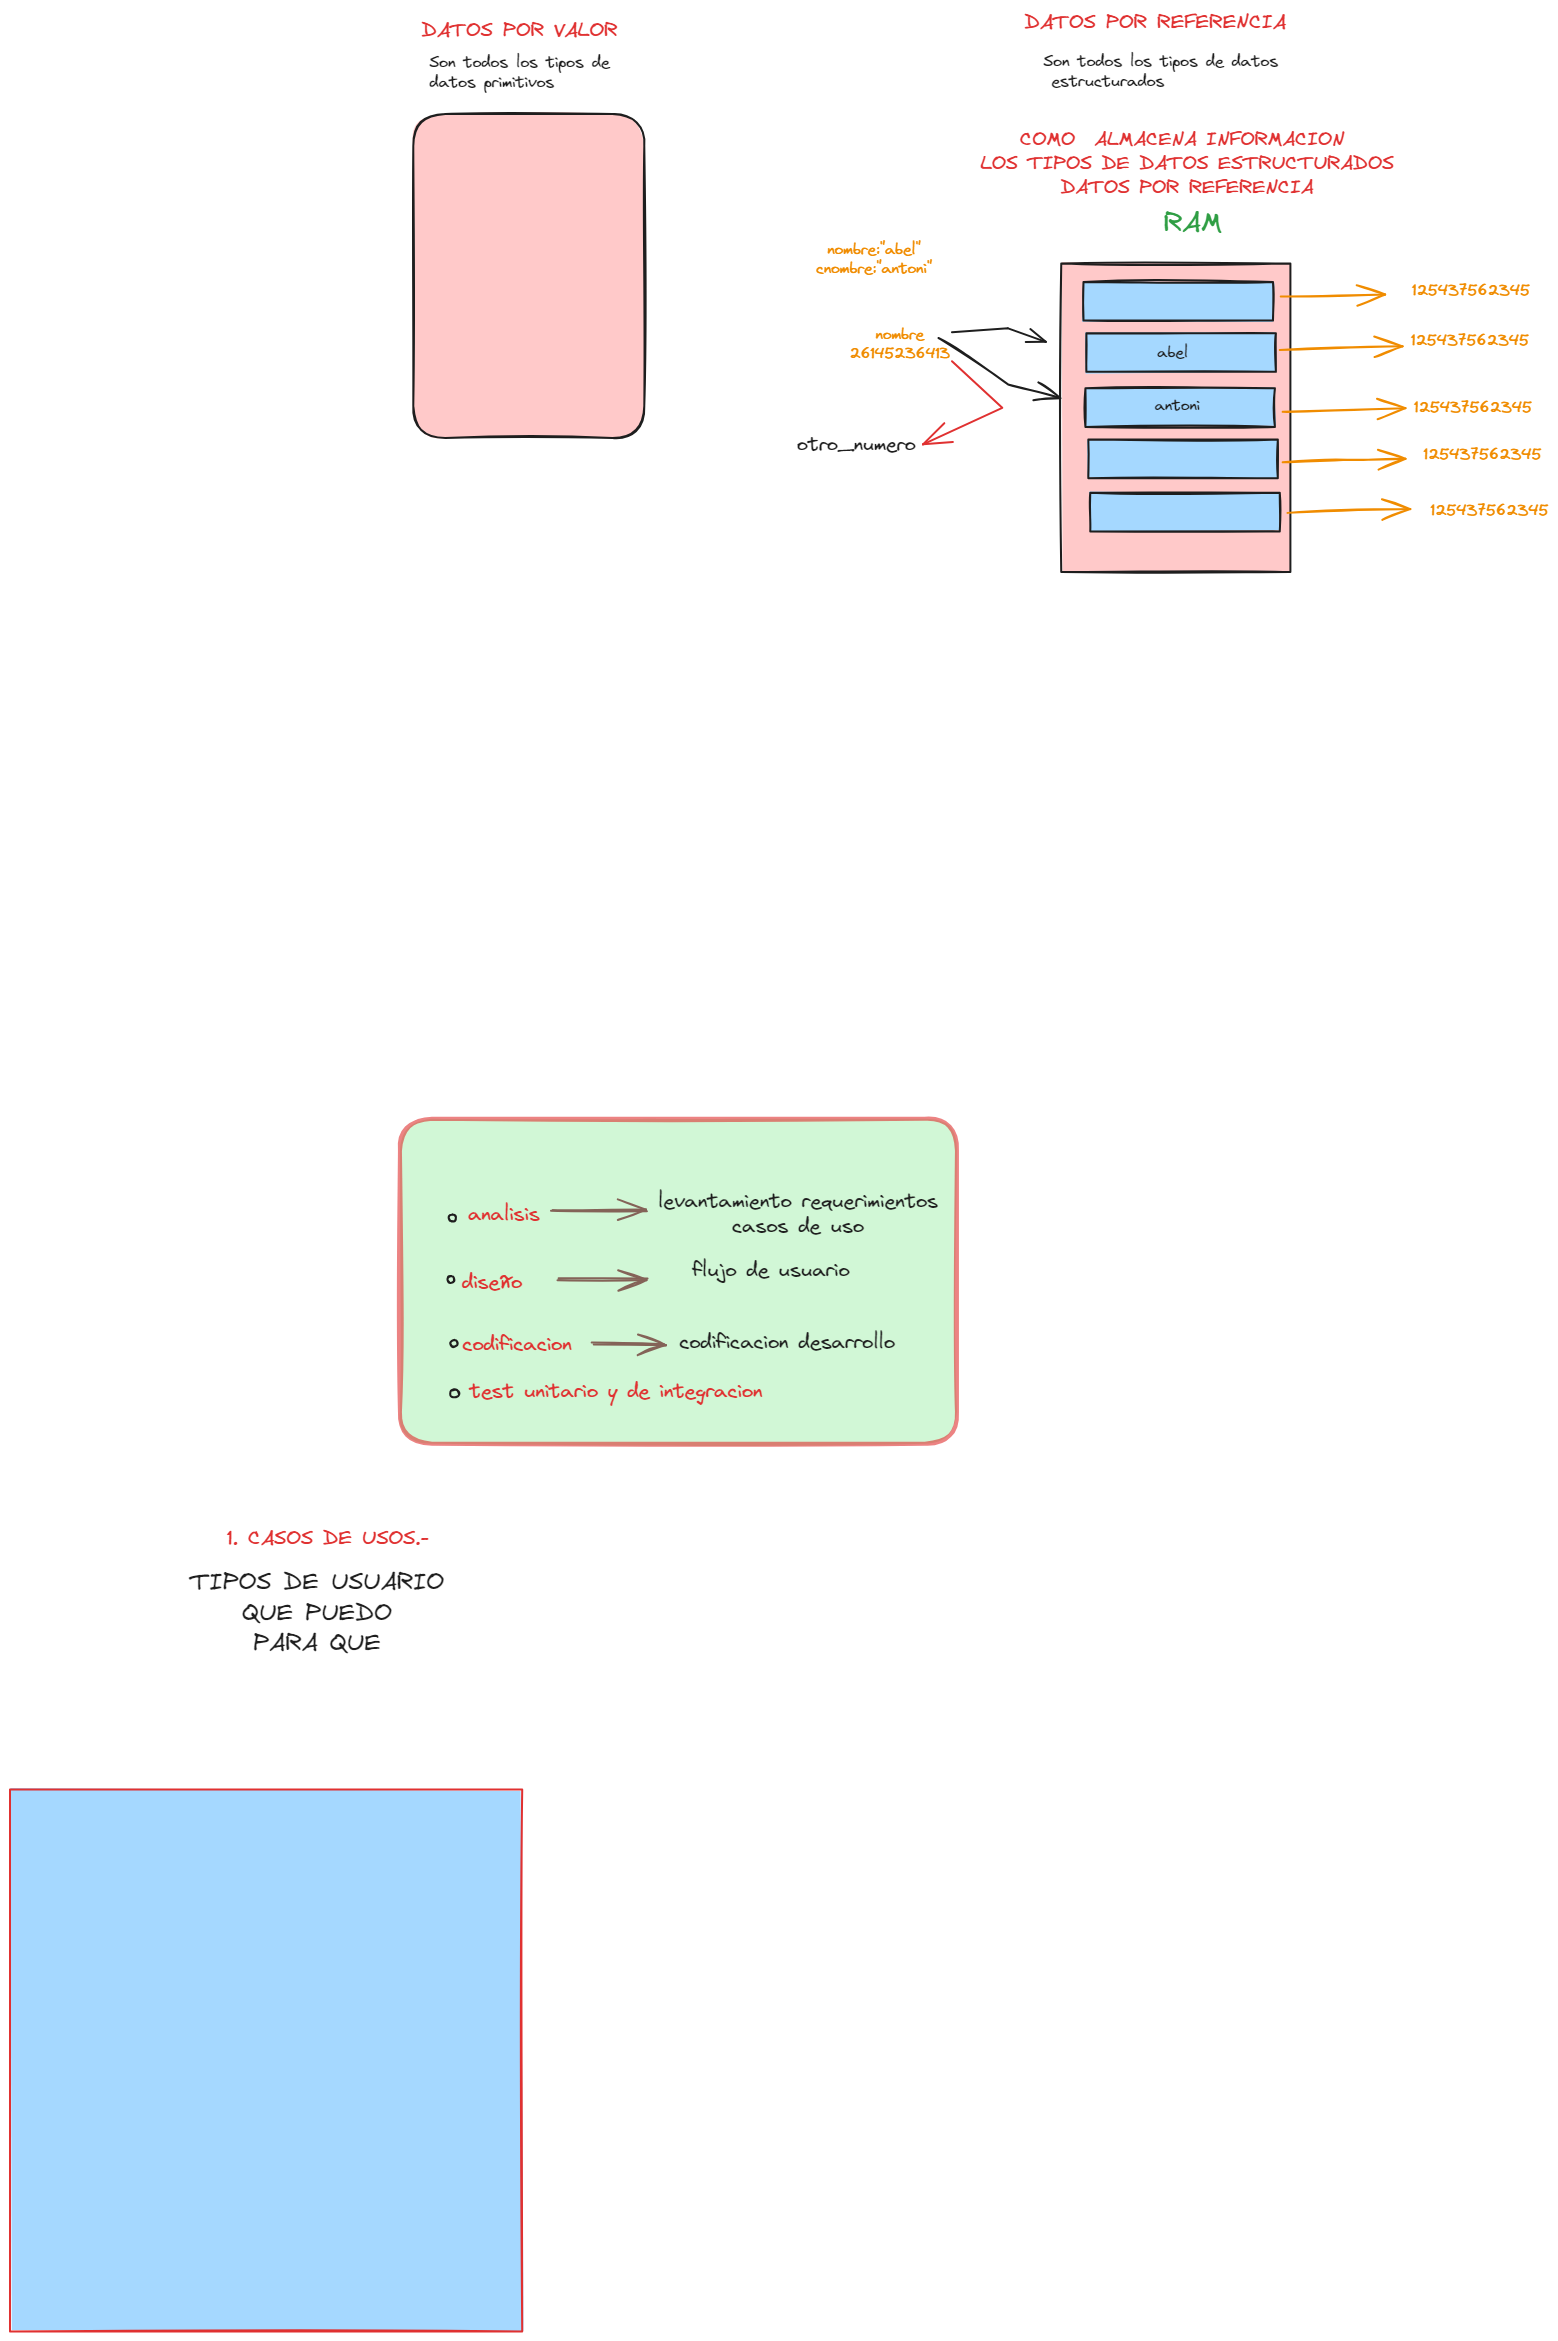 DATOS POR VALOR
Son todos los tipos de
datos primitivos
DATOS POR REFERENCIA
Son todos los tipos de datos
estructurados
COMO ALMACENA INFORMACION
LOS TIPOS DE DATOS ESTRUCTURADOS
DATOS POR REFERENCIA
RAM
nombre:"abel"
cnombre:"antoni"
nombre
26145236413
otro_numero
abel
antoni
125437562345
125437562345
125437562345
125437562345
125437562345
analisis
levantamiento requerimientos
casos de uso
diseño
flujo de usuario
codificacion
codificacion desarrollo
test unitario y de integracion
1. CASOS DE USOS.-
TIPOS DE USUARIO
QUE PUEDO
PARA QUE